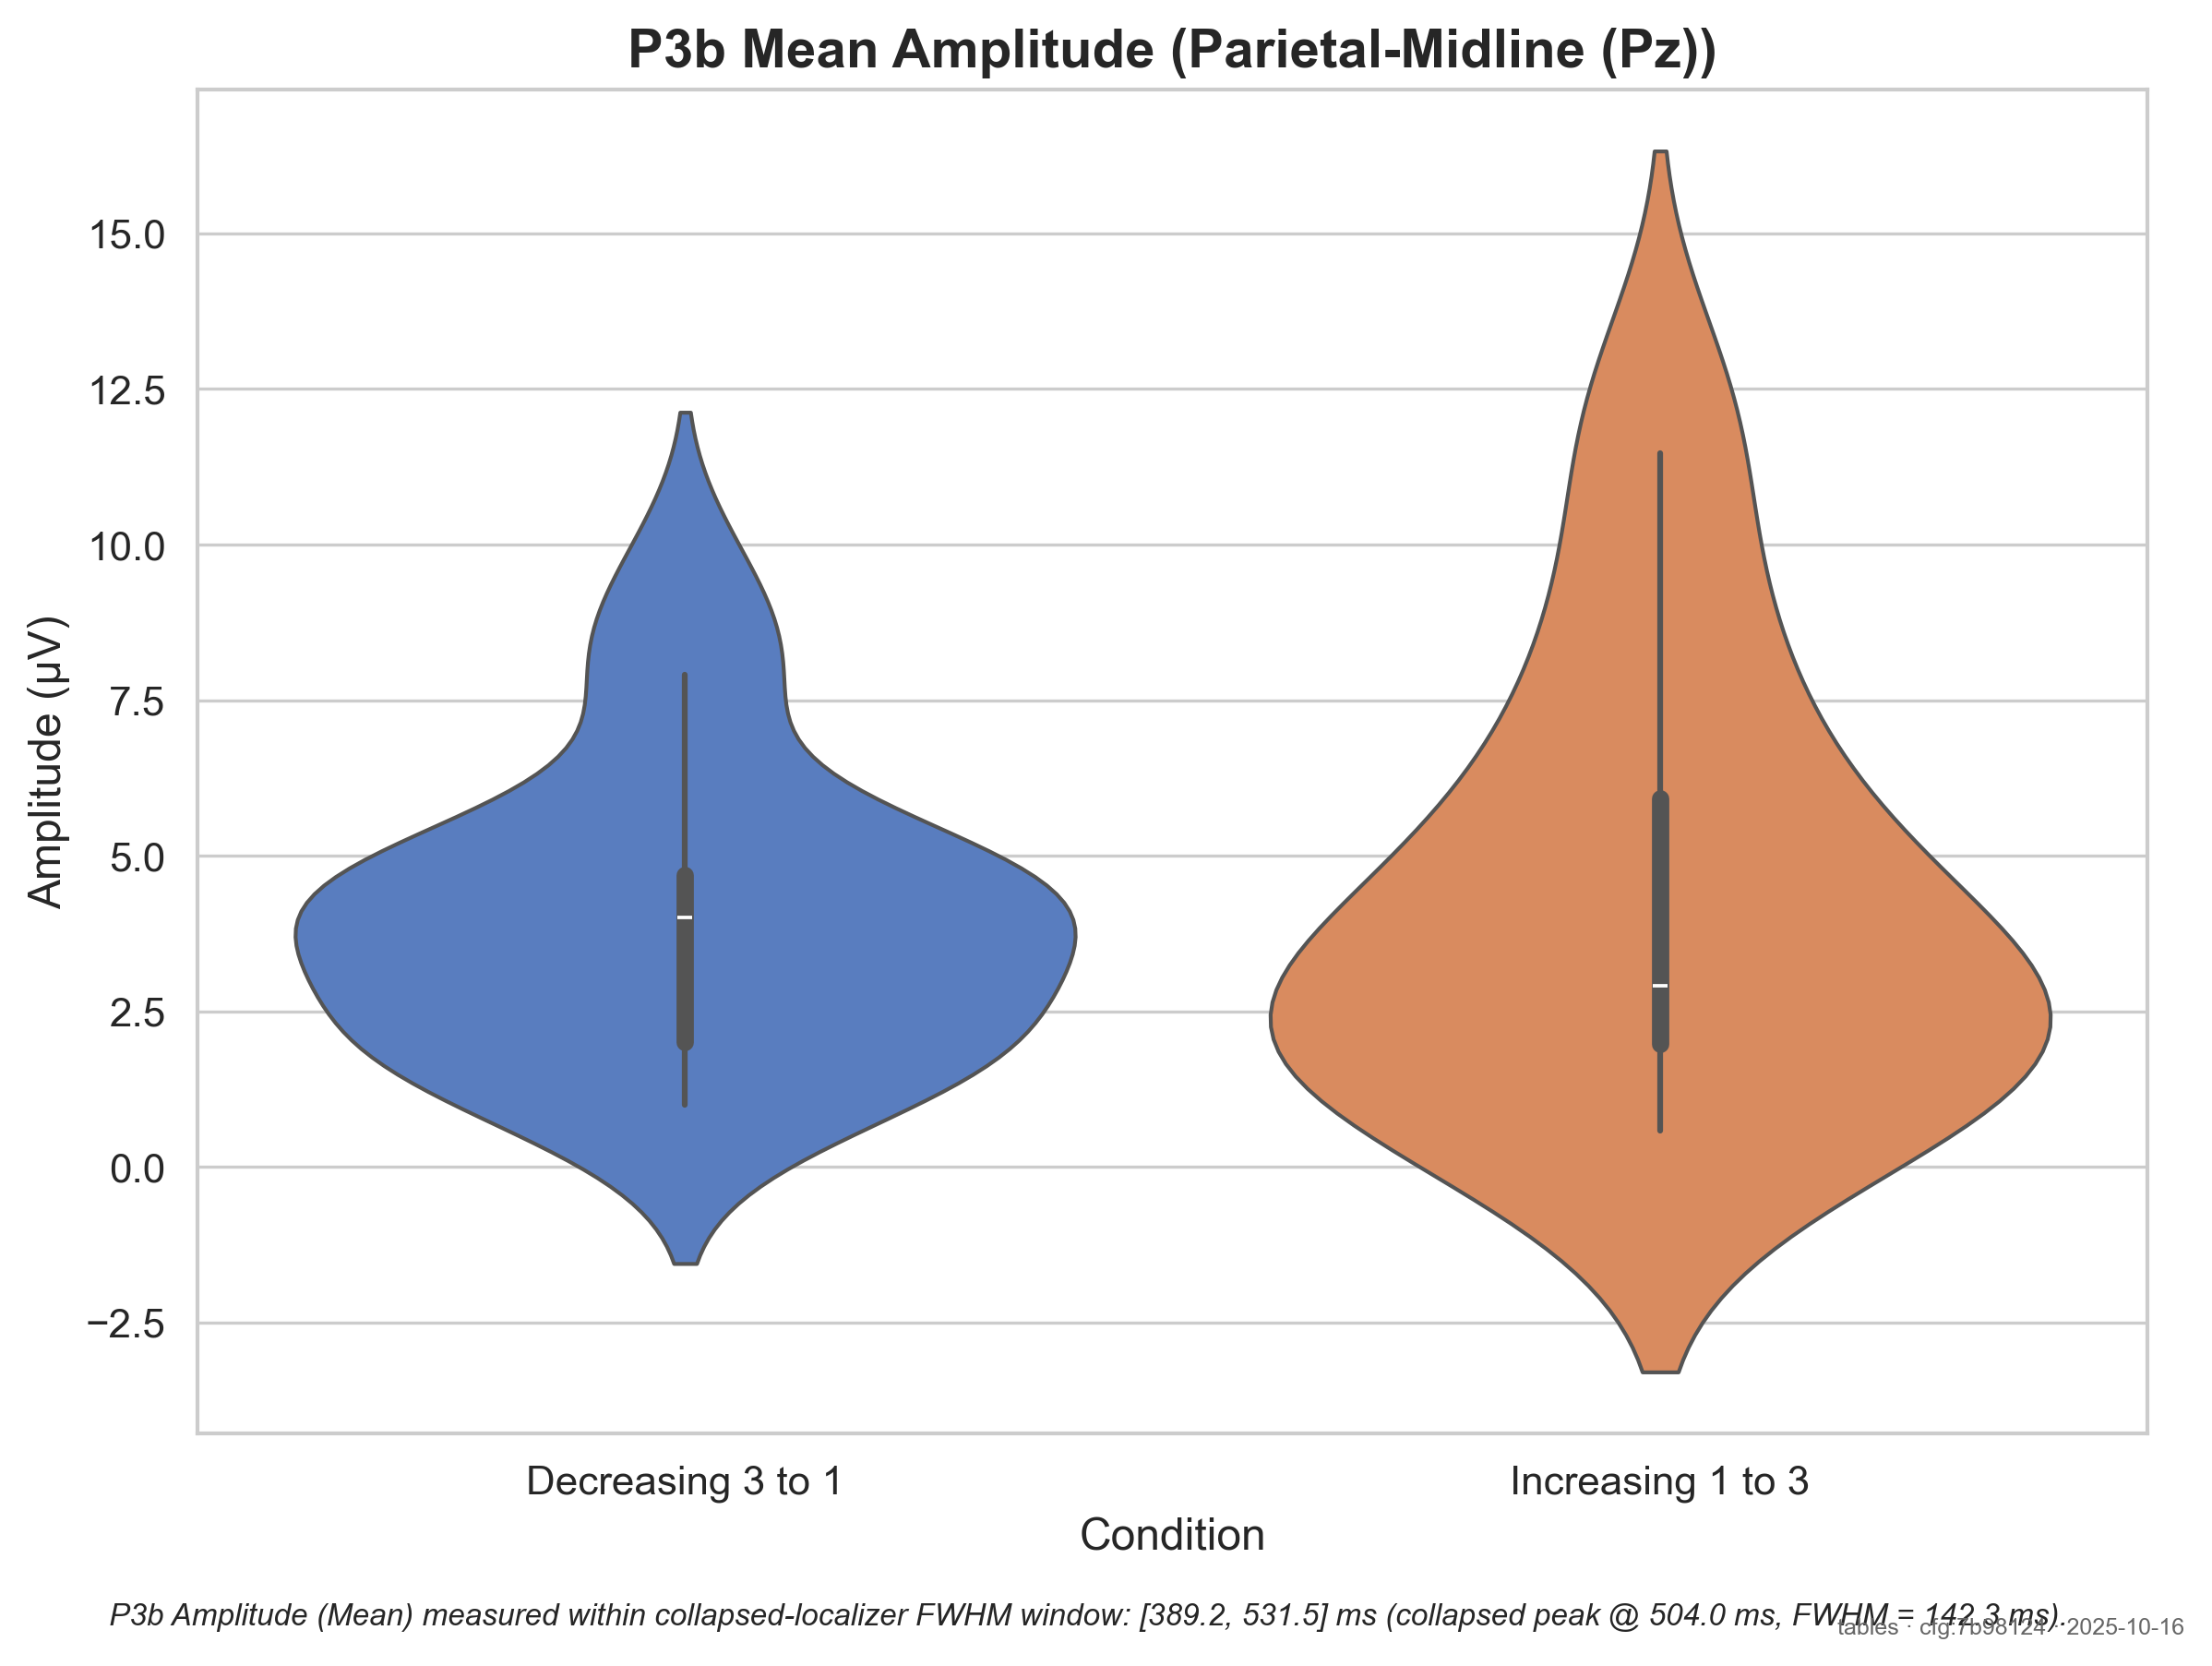 P3b Mean Amplitude (Parietal-Midline (Pz))
Amplitude (µV)
15.0
12.5
10.0
7.5
5.0
2.5
0.0
−2.5
Decreasing 3 to 1
Increasing 1 to 3
Condition
P3b Amplitude (Mean) measured within collapsed-localizer FWHM window: [389.2, 531.5] ms (collapsed peak @ 504.0 ms, FWHM = 142.3 ms).
tables · cfg:7b98124 · 2025-10-16